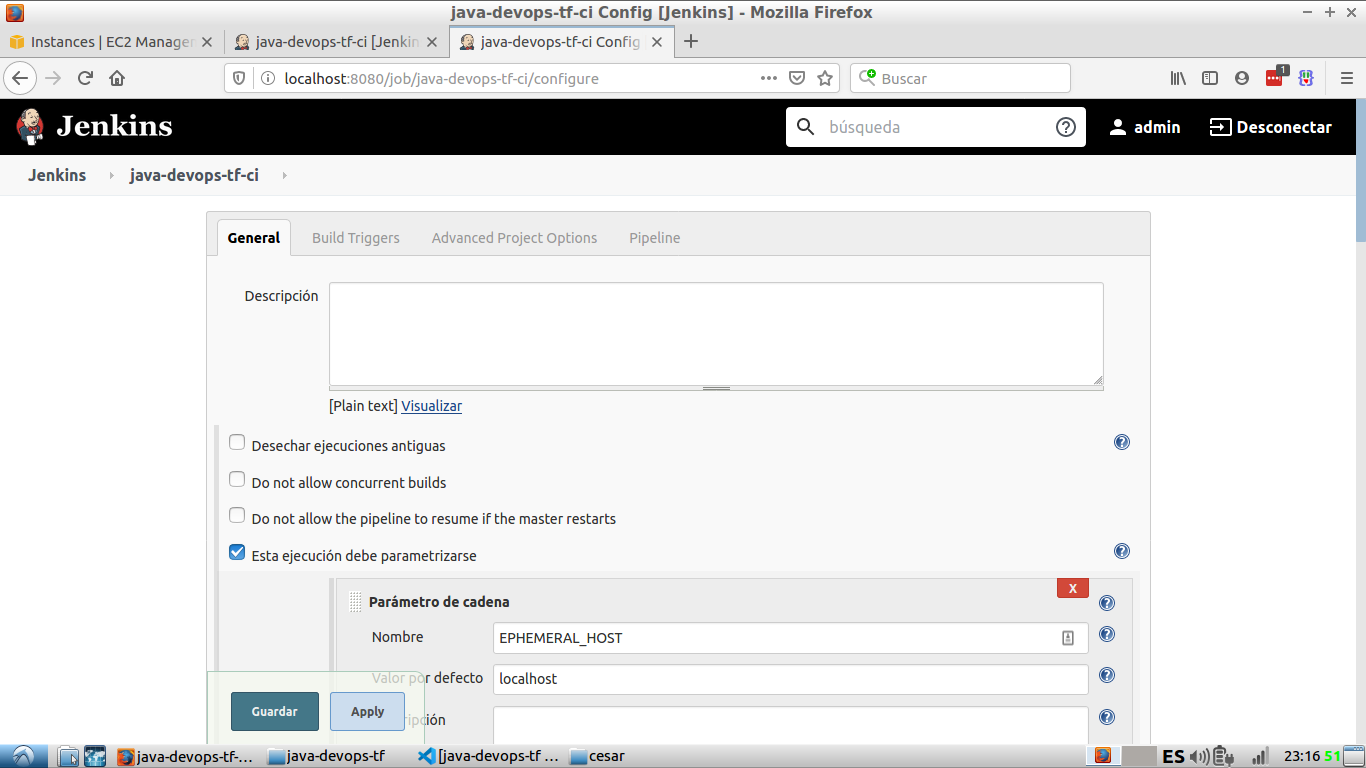 java-devops-tf-ci Config [Jenkins] - Mozilla Firefox
Instances | EC2 Manager
java-devops-tf-ci [Jenkin
java-devops-tf-ci Config
localhost:8080/job/java-devops-tf-ci/configure
Buscar
1
Jenkins
búsqueda
admin
Desconectar
Jenkins
java-devops-tf-ci
General
Build Triggers
Advanced Project Options
Pipeline
Descripción
[Plain text] Visualizar
Desechar ejecuciones antiguas
Do not allow concurrent builds
Do not allow the pipeline to resume if the master restarts
Esta ejecución debe parametrizarse
X
Parámetro de cadena
Nombre
EPHEMERAL_HOST
Valor por defecto
localhost
ripción
Guardar
Apply
java-devops-tf-...
java-devops-tf
[java-devops-tf ...
cesar
ES
23:16
51